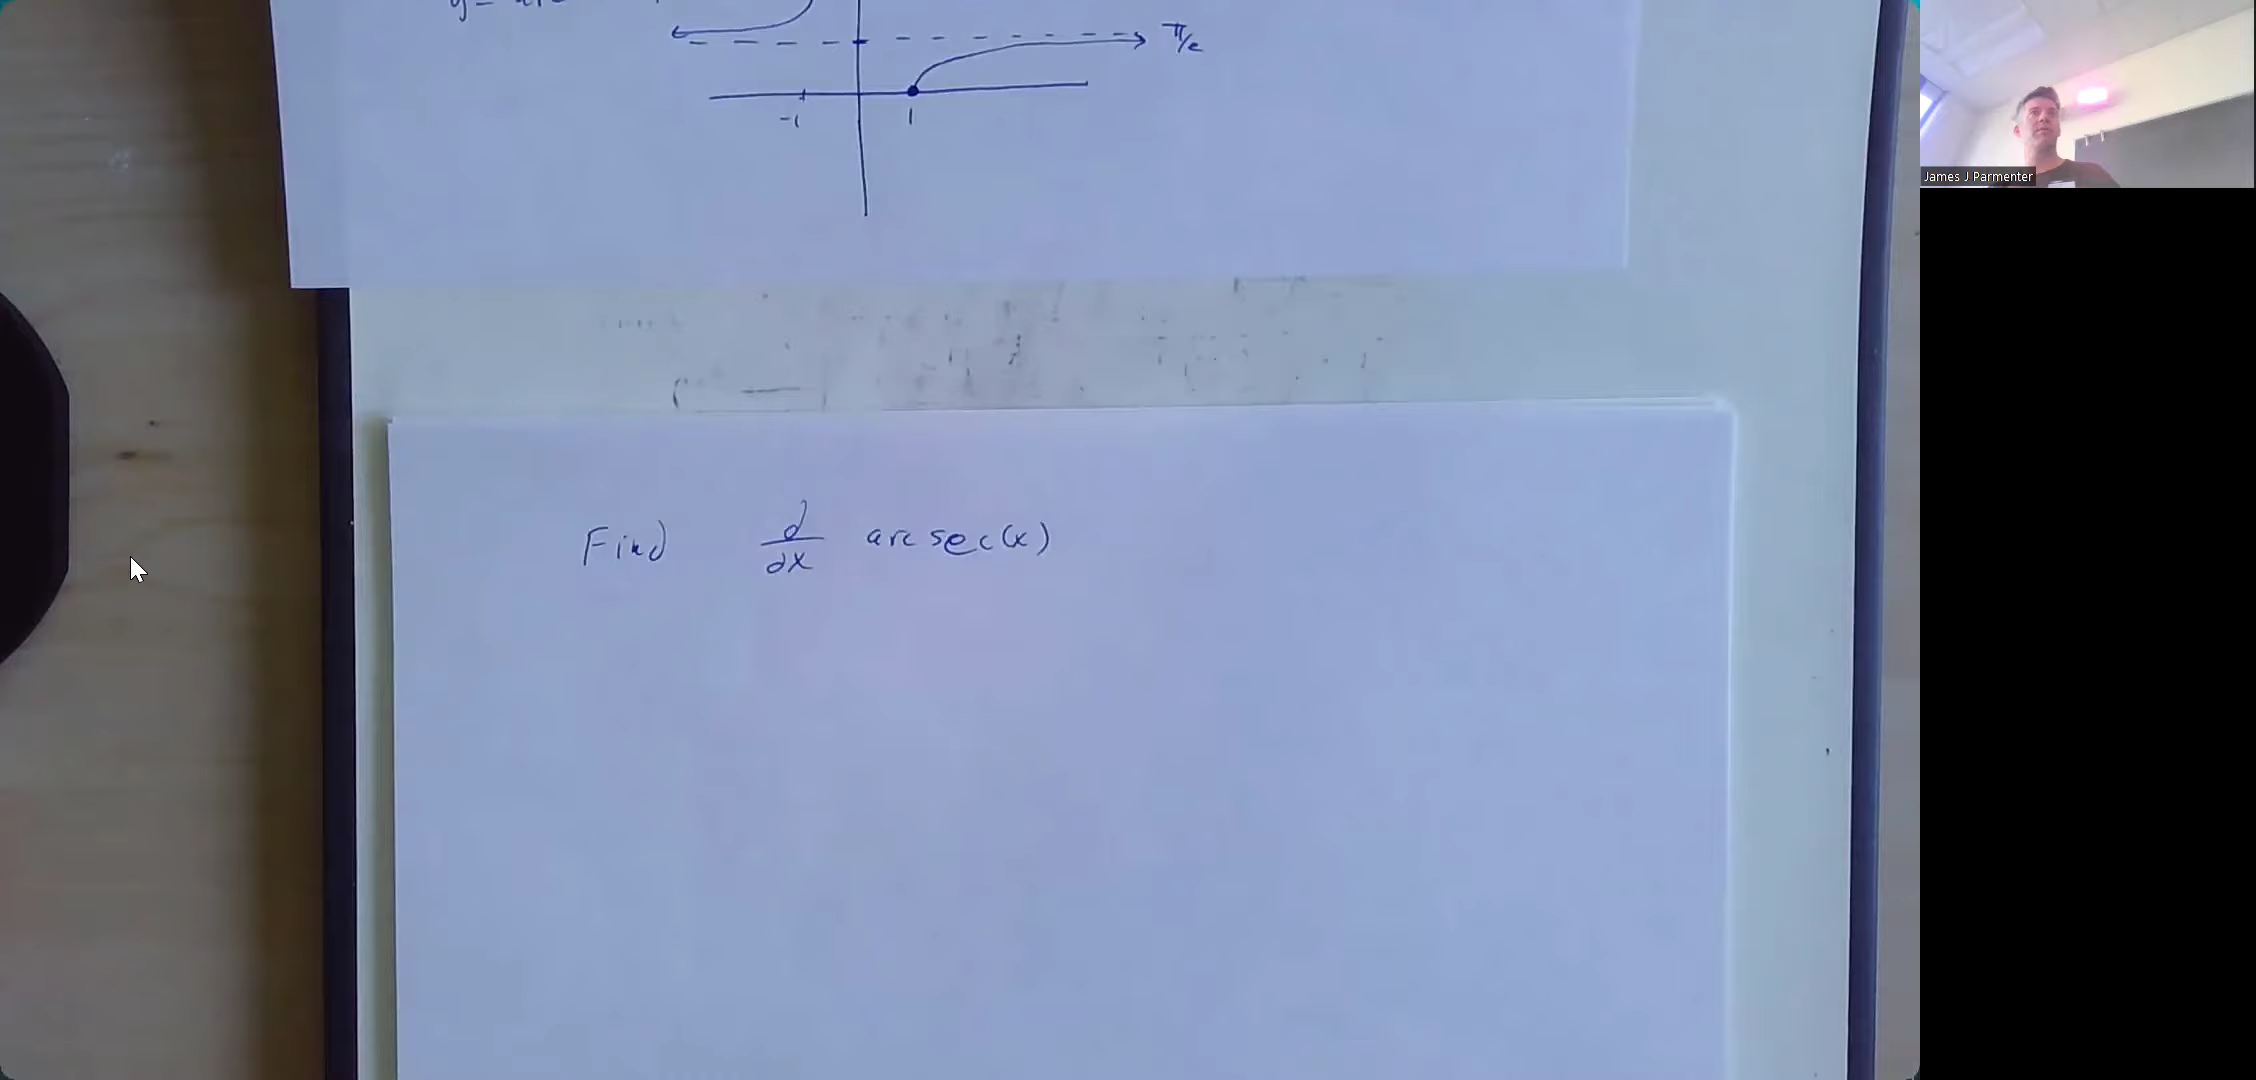 π/2
-1 1
Find d/dx arcsec(x)
James J Parmenter